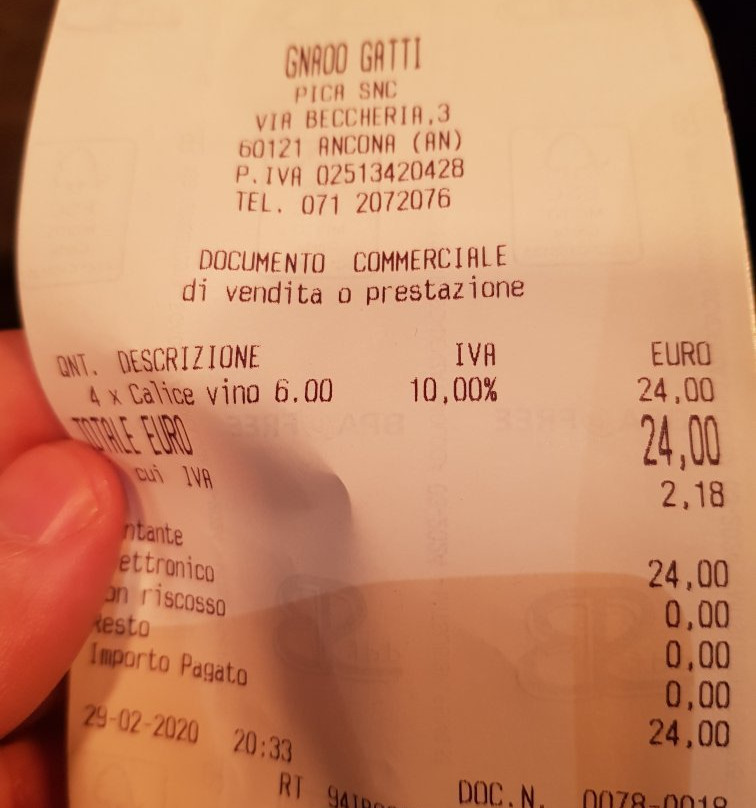 GNAOO GATTI
PICA SNC
VIA BECCHERIA,3
60121 ANCONA (AN)
P.IVA 02513420428
TEL. 071 2072076
DOCUMENTO COMMERCIALE
di vendita o prestazione
QNT. DESCRIZIONE IVA EURO
4 x Calice vino 6.00 10,00% 24,00
TOTALE EURO 24,00
cui IVA 2,18
ntante 24,00
ettronico 0,00
on riscosso 0,00
Resto 0,00
Importo Pagato 24,00
29-02-2020 20:33
RT DOC.N. 0078-0018